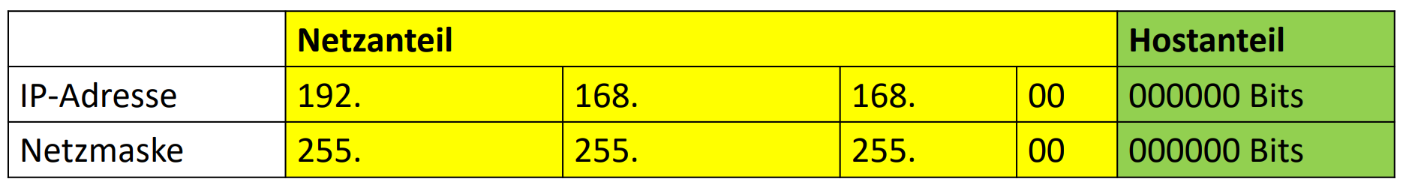 Netzanteil Hostanteil
IP-Adresse 192. 168. 168. 00 000000 Bits
Netzmaske 255. 255. 255. 00 000000 Bits